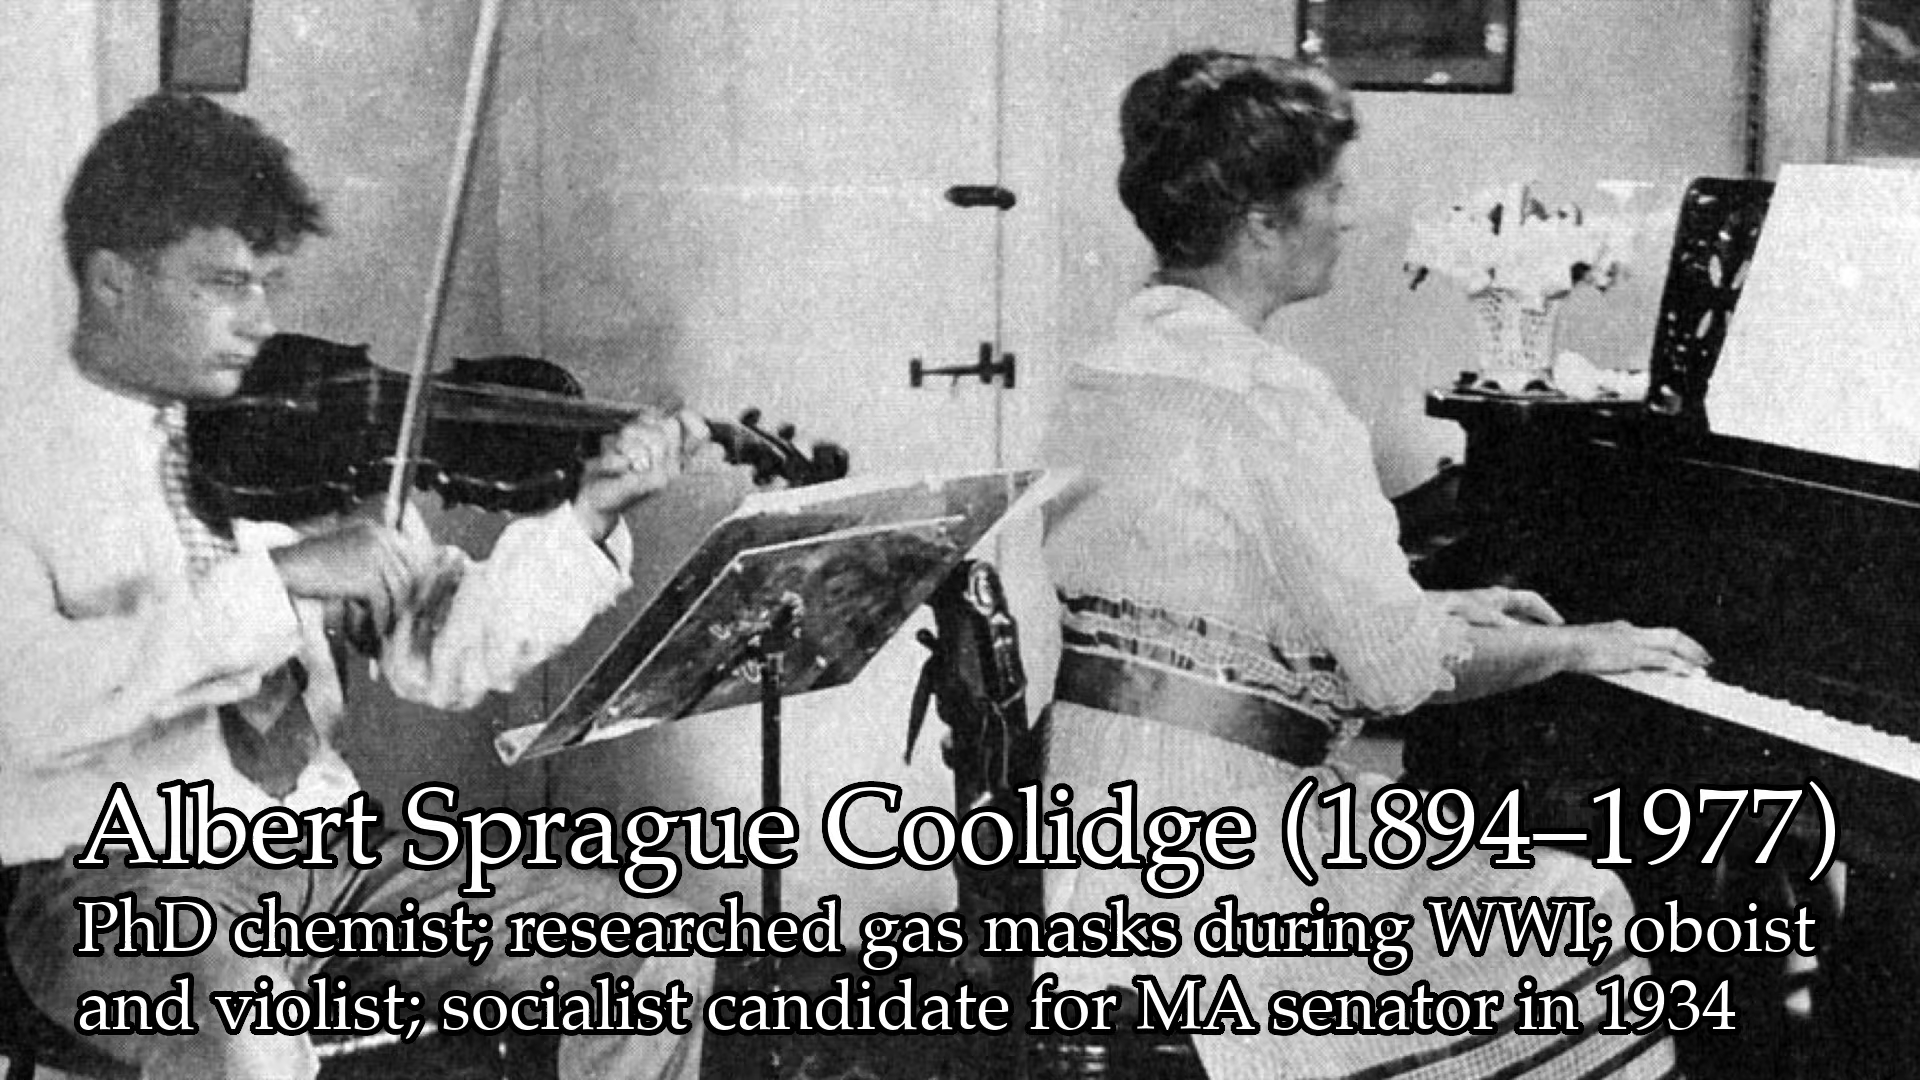 Albert Sprague Coolidge (1894–1977)
PhD chemist; researched gas masks during WWI; oboist
and violist; socialist candidate for MA senator in 1934